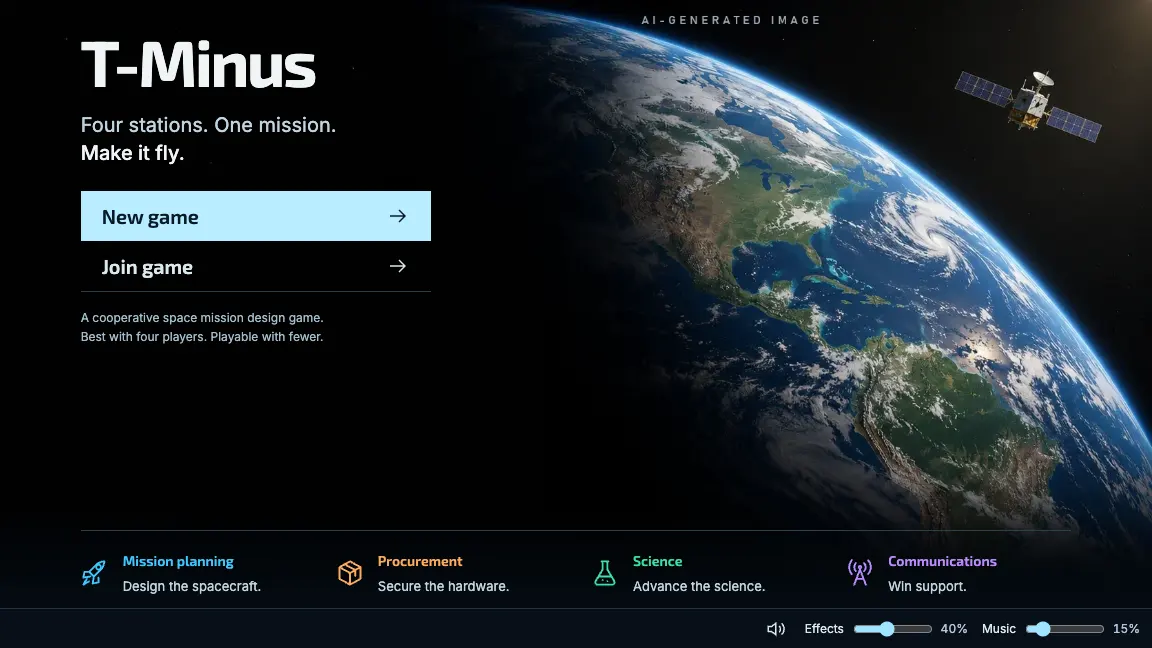 AI-GENERATED IMAGE
T-Minus
Four stations. One mission.
Make it fly.
New game
Join game
A cooperative space mission design game.
Best with four players. Playable with fewer.
Mission planning
Design the spacecraft.
Procurement
Secure the hardware.
Science
Advance the science.
Communications
Win support.
Effects 40% Music 15%